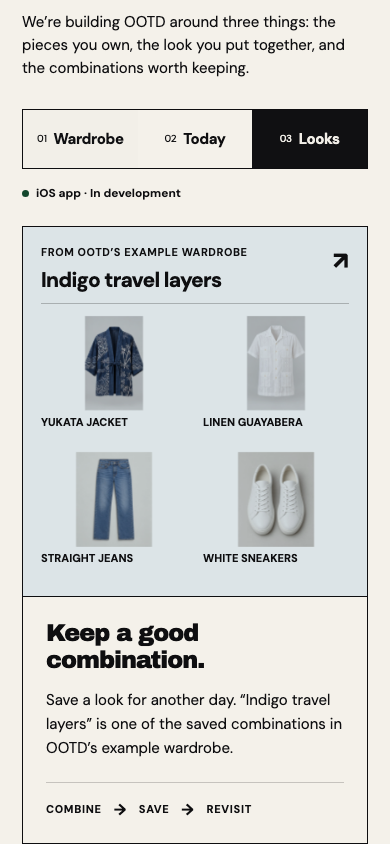 We’re building OOTD around three things: the
pieces you own, the look you put together, and
the combinations worth keeping.
01 Wardrobe
02 Today
03 Looks
iOS app · In development
FROM OOTD’S EXAMPLE WARDROBE
Indigo travel layers
YUKATA JACKET
LINEN GUAYABERA
STRAIGHT JEANS
WHITE SNEAKERS
Keep a good
combination.
Save a look for another day. “Indigo travel
layers” is one of the saved combinations in
OOTD’s example wardrobe.
COMBINE → SAVE → REVISIT